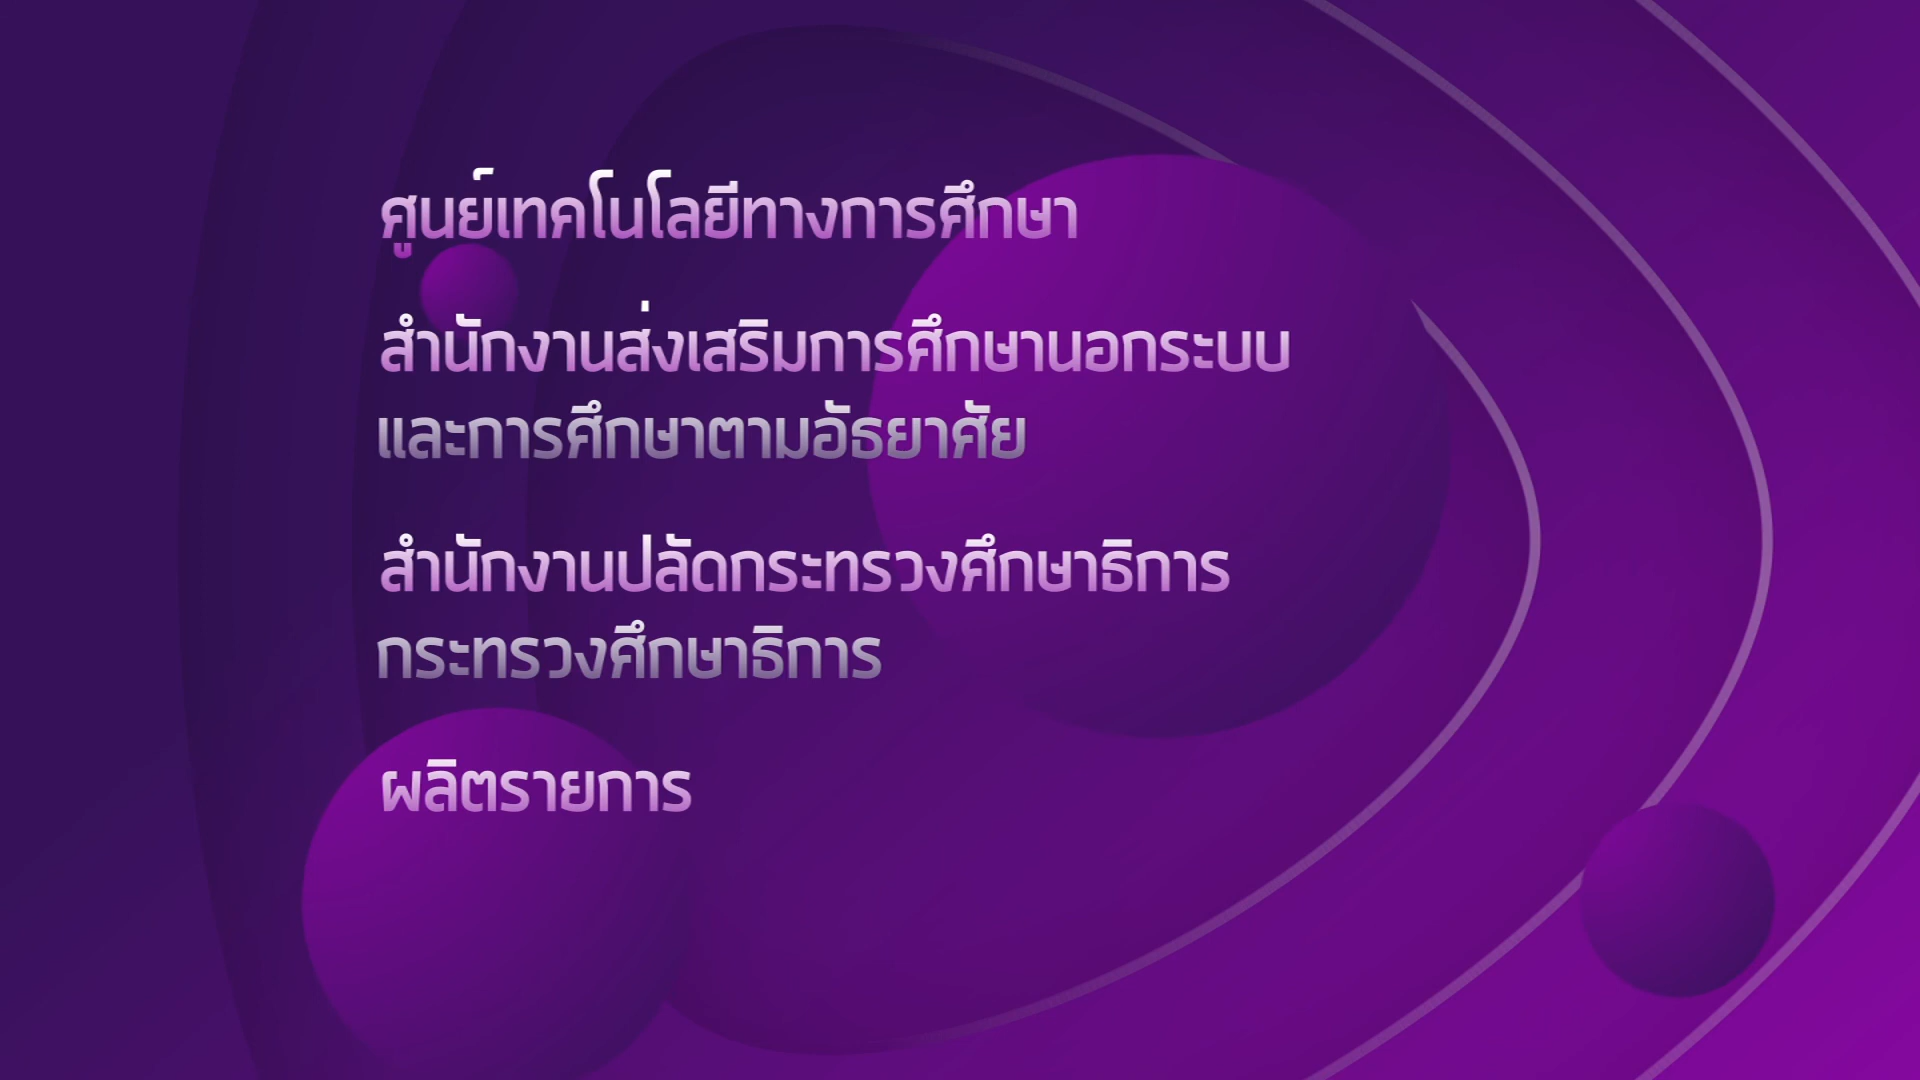 ศูนย์เทคโนโลยีทางการศึกษา
สำนักงานส่งเสริมการศึกษานอกระบบ
และการศึกษาตามอัธยาศัย
สำนักงานปลัดกระทรวงศึกษาธิการ
กระทรวงศึกษาธิการ
ผลิตรายการ